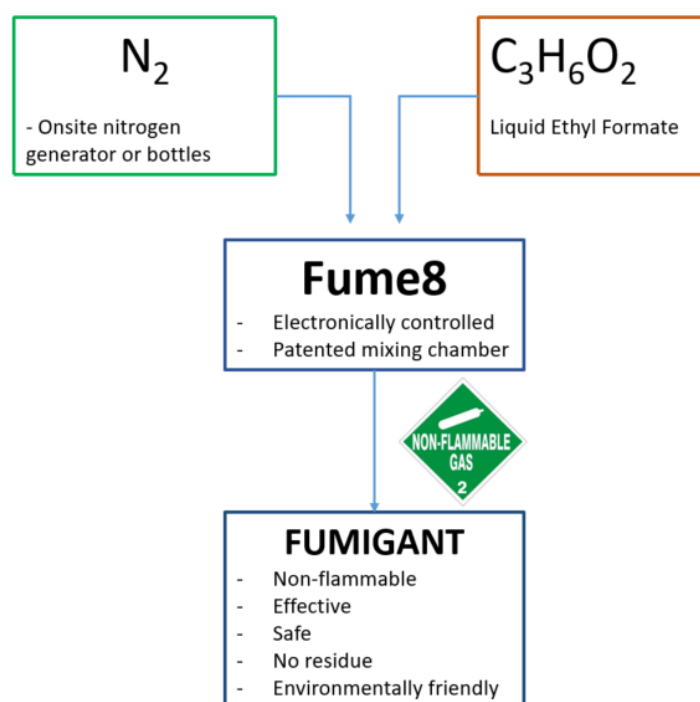 N₂
- Onsite nitrogen
generator or bottles
C₃H₆O₂
Liquid Ethyl Formate
Fume8
- Electronically controlled
- Patented mixing chamber
NON-FLAMMABLE
GAS
2
FUMIGANT
- Non-flammable
- Effective
- Safe
- No residue
- Environmentally friendly